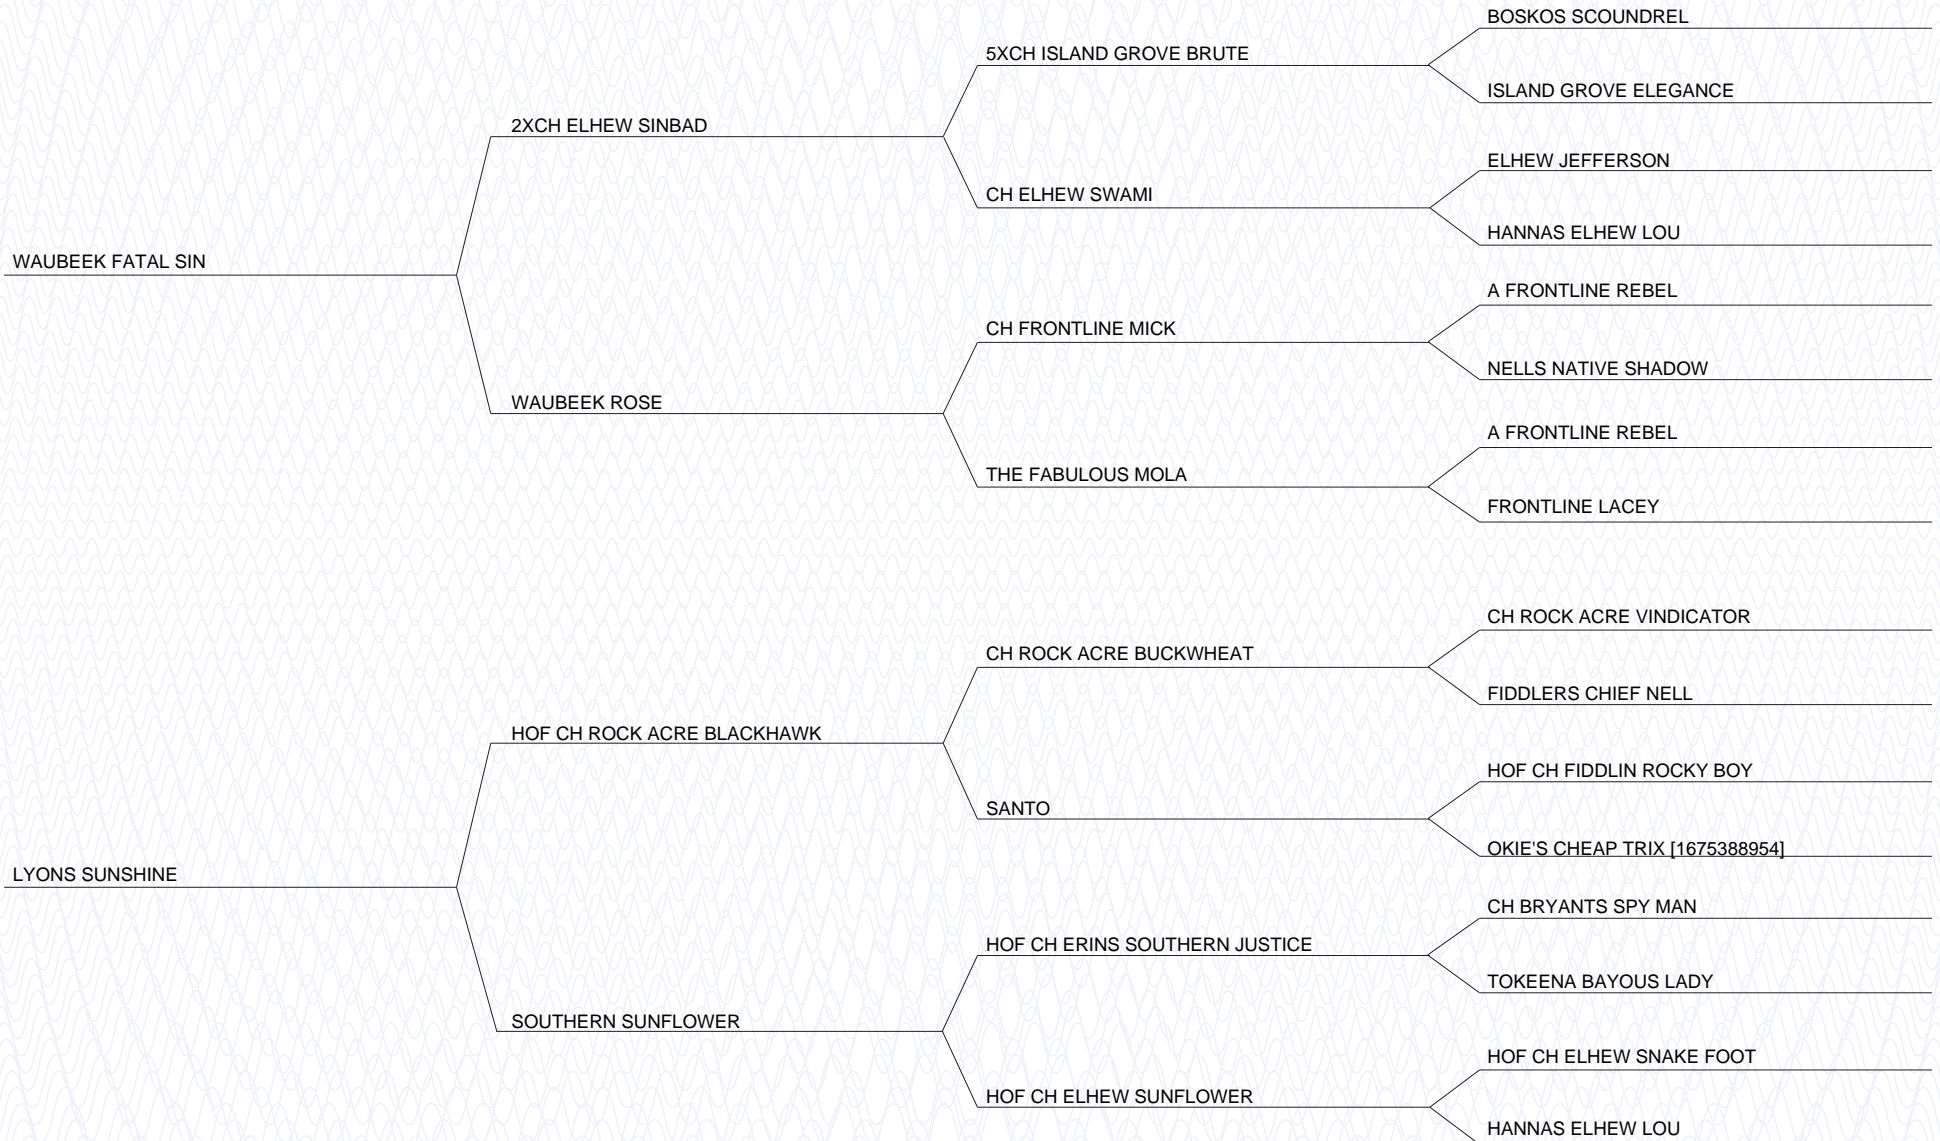 BOSKOS SCOUNDREL
5XCH ISLAND GROVE BRUTE
ISLAND GROVE ELEGANCE
2XCH ELHEW SINBAD
ELHEW JEFFERSON
CH ELHEW SWAMI
HANNAS ELHEW LOU
WAUBEEK FATAL SIN
A FRONTLINE REBEL
CH FRONTLINE MICK
NELLS NATIVE SHADOW
WAUBEEK ROSE
A FRONTLINE REBEL
THE FABULOUS MOLA
FRONTLINE LACEY
CH ROCK ACRE VINDICATOR
CH ROCK ACRE BUCKWHEAT
FIDDLERS CHIEF NELL
HOF CH ROCK ACRE BLACKHAWK
HOF CH FIDDLIN ROCKY BOY
SANTO
OKIE'S CHEAP TRIX [1675388954]
LYONS SUNSHINE
CH BRYANTS SPY MAN
HOF CH ERINS SOUTHERN JUSTICE
TOKEENA BAYOUS LADY
SOUTHERN SUNFLOWER
HOF CH ELHEW SNAKE FOOT
HOF CH ELHEW SUNFLOWER
HANNAS ELHEW LOU